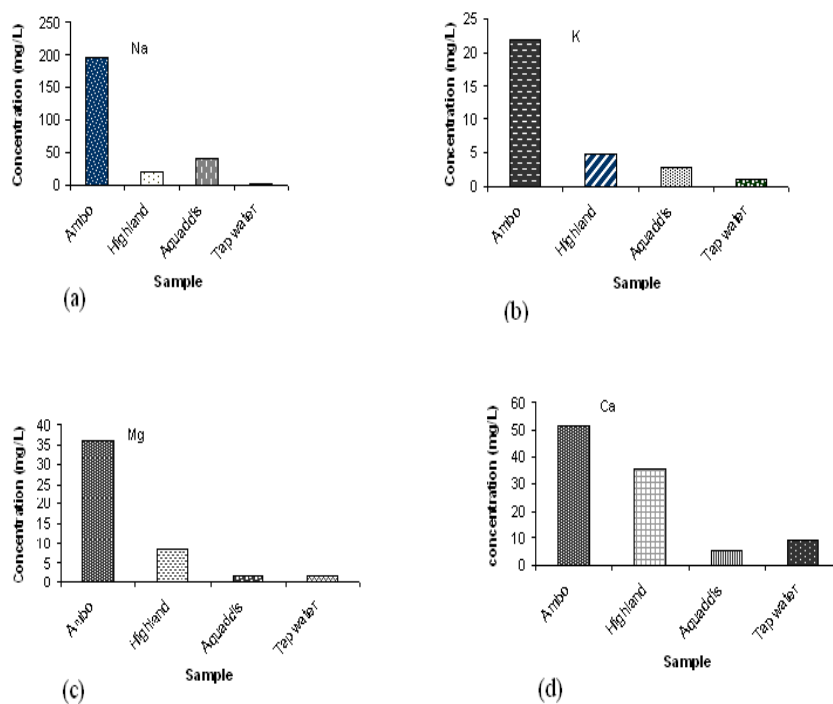 Na
Concentration (mg/L)
250
200
150
100
50
0
Ambo
Highland
Aquaddis
Tap water
Sample
(a)
K
Concentration (mg/L)
25
20
15
10
5
0
Ambo
Highland
Aquaddis
Tap water
Sample
(b)
Mg
Concentration (mg/L)
40
35
30
25
20
15
10
5
0
Ambo
Highland
Aquaddis
Tap water
Sample
(c)
Ca
concentration (mg/L)
60
50
40
30
20
10
0
Ambo
Highland
Aquaddis
Tap water
Sample
(d)